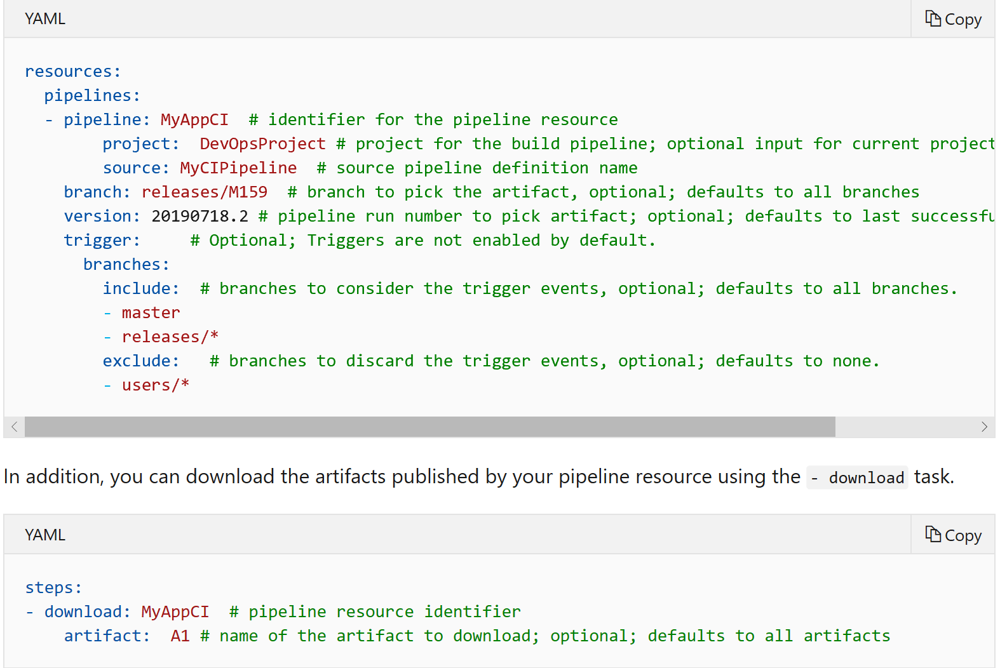 YAML
Copy
resources:
  pipelines:
  - pipeline: MyAppCI  # identifier for the pipeline resource
        project:  DevOpsProject # project for the build pipeline; optional input for current project
        source: MyCIPipeline  # source pipeline definition name
    branch: releases/M159  # branch to pick the artifact, optional; defaults to all branches
    version: 20190718.2 # pipeline run number to pick artifact; optional; defaults to last successfu
    trigger:     # Optional; Triggers are not enabled by default.
      branches:
        include:  # branches to consider the trigger events, optional; defaults to all branches.
        - master
        - releases/*
        exclude:   # branches to discard the trigger events, optional; defaults to none.
        - users/*
In addition, you can download the artifacts published by your pipeline resource using the - download task.
YAML
Copy
steps:
- download: MyAppCI  # pipeline resource identifier
    artifact:  A1 # name of the artifact to download; optional; defaults to all artifacts